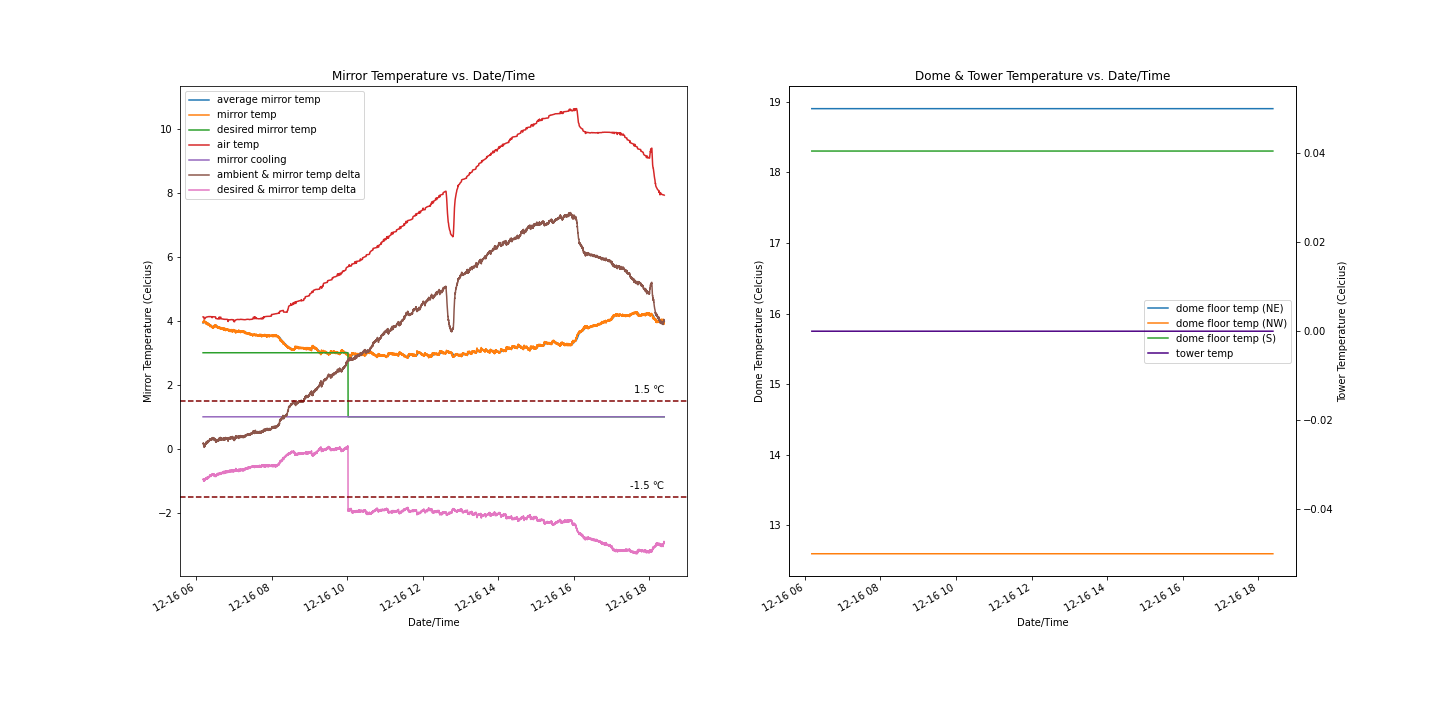 Mirror Temperature vs. Date/Time
average mirror temp
mirror temp
desired mirror temp
air temp
mirror cooling
ambient & mirror temp delta
desired & mirror temp delta
10
8
6
4
2
0
−2
1.5 °C
-1.5 °C
Mirror Temperature (Celcius)
12-16 06
12-16 08
12-16 10
12-16 12
12-16 14
12-16 16
12-16 18
Date/Time
Dome & Tower Temperature vs. Date/Time
19
18
17
16
15
14
13
Dome Temperature (Celcius)
dome floor temp (NE)
dome floor temp (NW)
dome floor temp (S)
tower temp
0.04
0.02
0.00
−0.02
−0.04
Tower Temperature (Celcius)
12-16 06
12-16 08
12-16 10
12-16 12
12-16 14
12-16 16
12-16 18
Date/Time